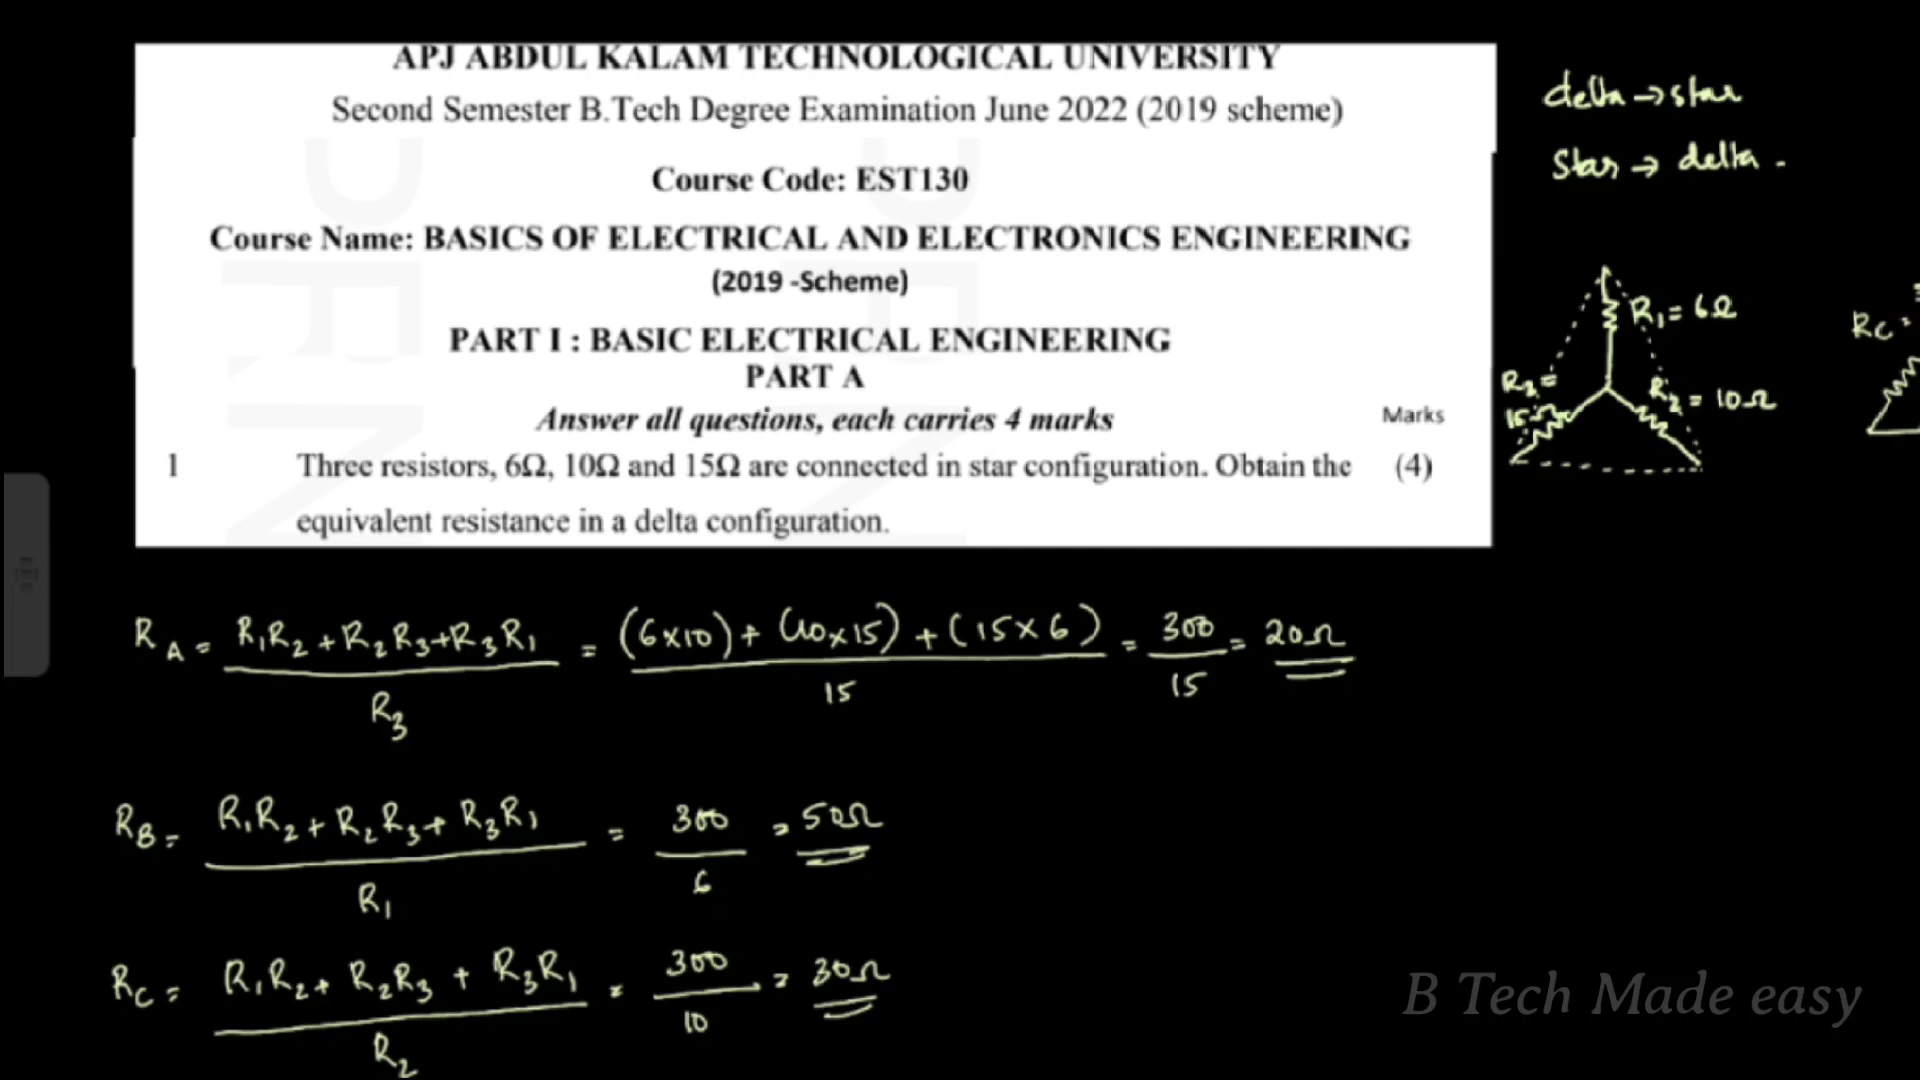 APJ ABDUL KALAM TECHNOLOGICAL UNIVERSITY
Second Semester B.Tech Degree Examination June 2022 (2019 scheme)
Course Code: EST130
Course Name: BASICS OF ELECTRICAL AND ELECTRONICS ENGINEERING
(2019 -Scheme)
PART I : BASIC ELECTRICAL ENGINEERING
PART A
Answer all questions, each carries 4 marks Marks
1 Three resistors, 6Ω, 10Ω and 15Ω are connected in star configuration. Obtain the (4)
equivalent resistance in a delta configuration.
delta → star
Star → delta -
R₁ = 6Ω
R₃ =
15Ω
R₂ = 10Ω
RC =
R_A = (R₁R₂ + R₂R₃ + R₃R₁) / R₃ = ((6×10) + (10×15) + (15×6)) / 15 = 300 / 15 = 20Ω
R_B = (R₁R₂ + R₂R₃ + R₃R₁) / R₁ = 300 / 6 = 50Ω
R_C = (R₁R₂ + R₂R₃ + R₃R₁) / R₂ = 300 / 10 = 30Ω
B Tech Made easy